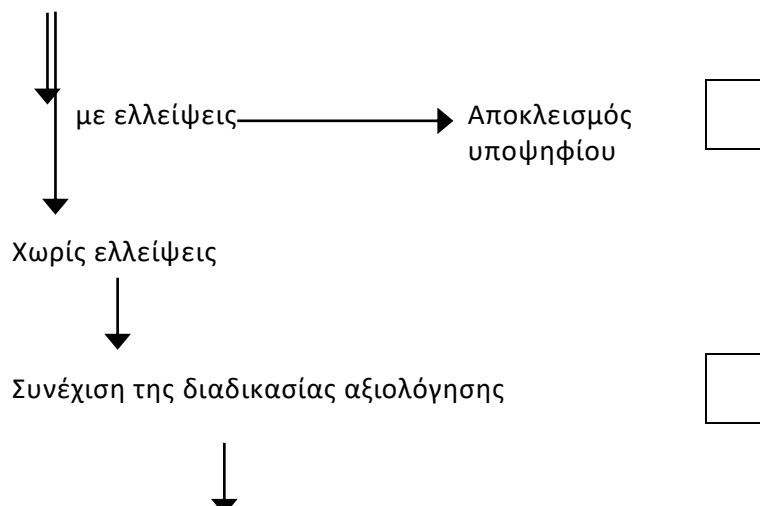 με ελλείψεις
Αποκλεισμός
υποψηφίου
Χωρίς ελλείψεις
Συνέχιση της διαδικασίας αξιολόγησης